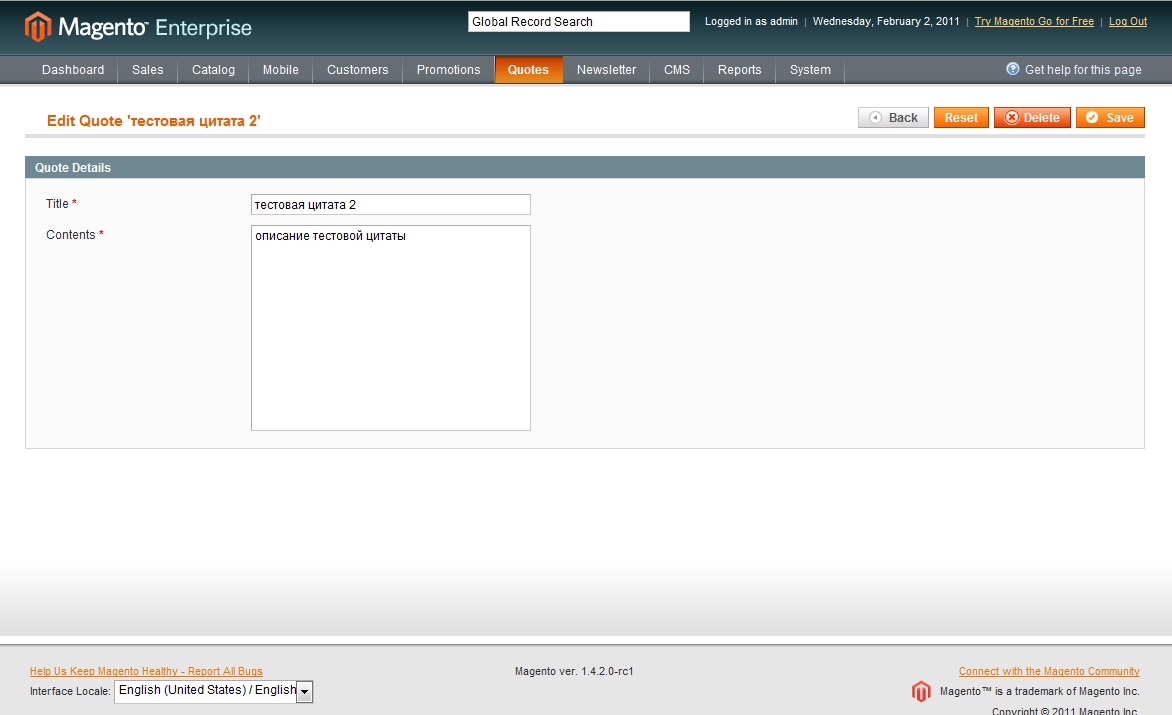 Magento™ Enterprise
Global Record Search
Logged in as admin | Wednesday, February 2, 2011 | Try Magento Go for Free | Log Out
Dashboard Sales Catalog Mobile Customers Promotions Quotes Newsletter CMS Reports System Get help for this page
Edit Quote 'тестовая цитата 2'
Back Reset Delete Save
Quote Details
Title *
тестовая цитата 2
Contents *
описание тестовой цитаты
Help Us Keep Magento Healthy - Report All Bugs
Interface Locale: English (United States) / English
Magento ver. 1.4.2.0-rc1
Connect with the Magento Community
Magento™ is a trademark of Magento Inc.
Copyright © 2011 Magento Inc.